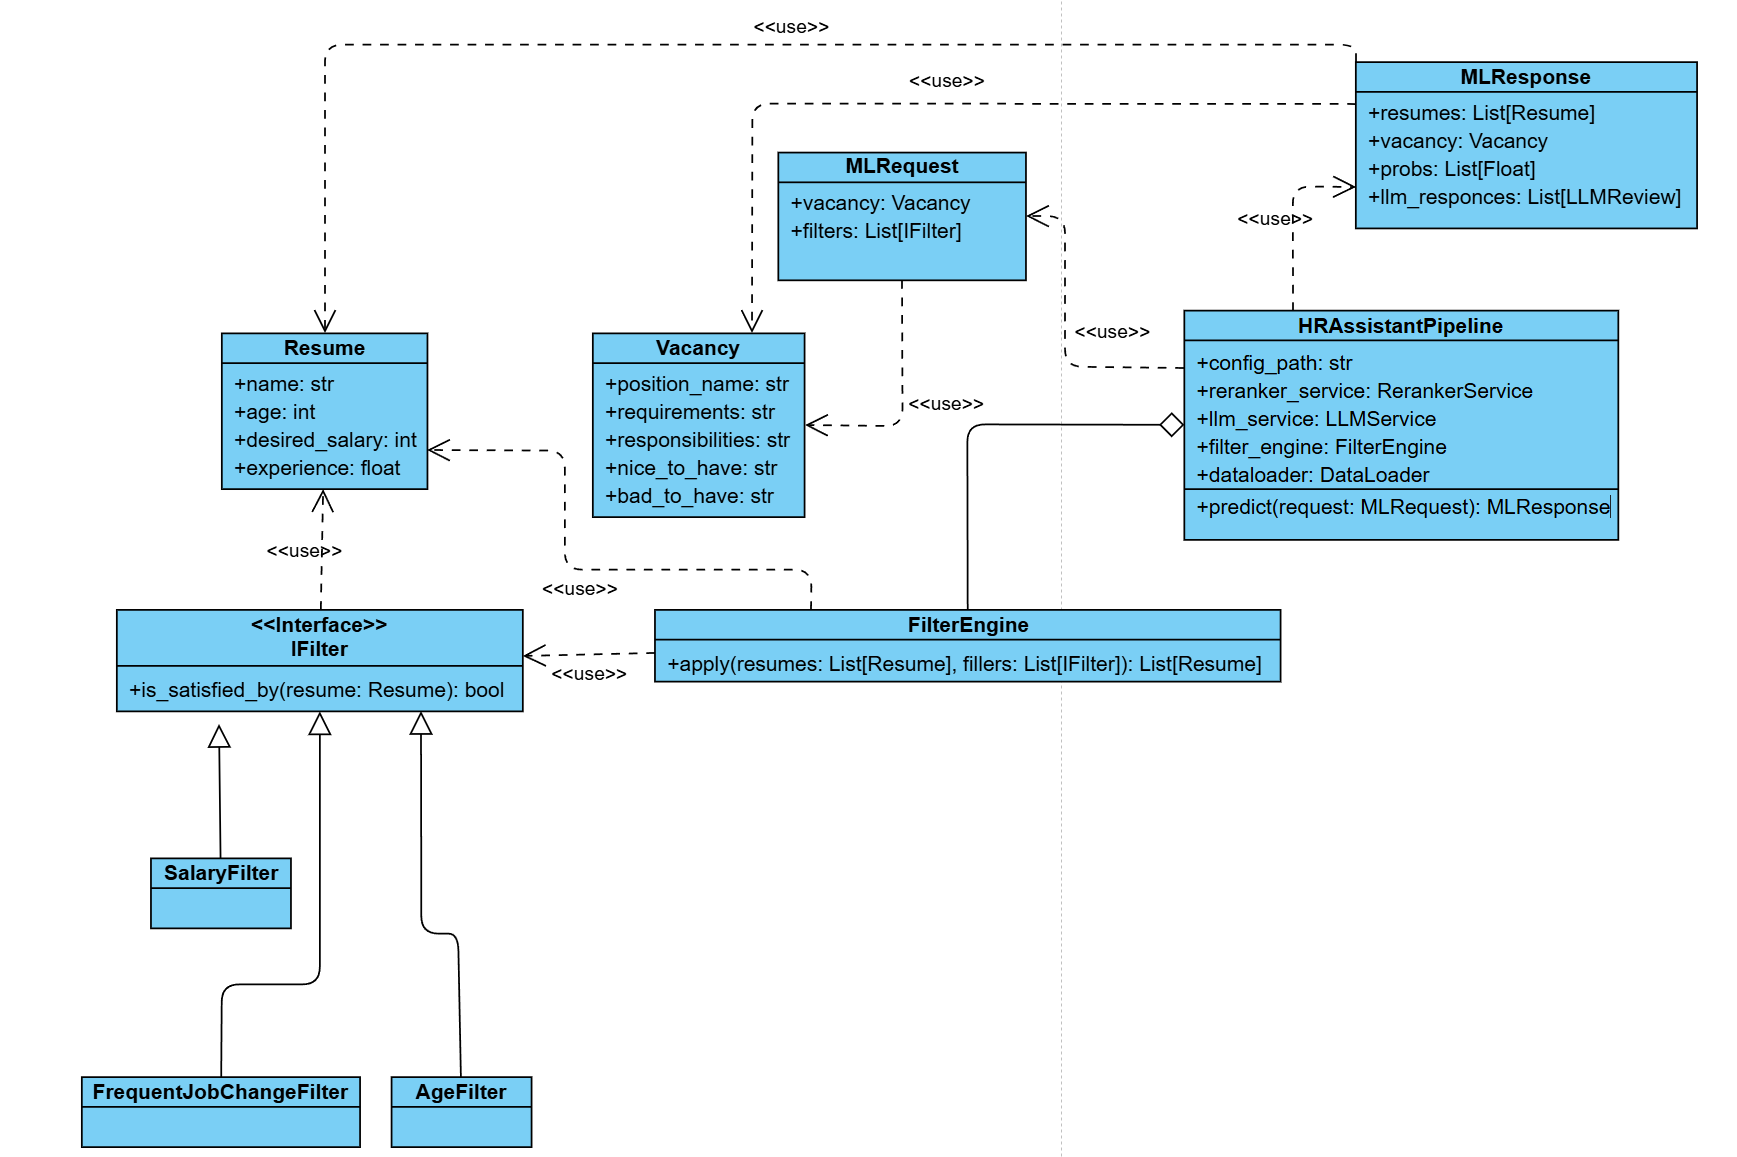 <<use>>
<<use>>
MLResponse
+resumes: List[Resume]
+vacancy: Vacancy
+probs: List[Float]
+llm_responces: List[LLMReview]
MLRequest
+vacancy: Vacancy
+filters: List[IFilter]
<<use>>
<<use>>
HRAssistantPipeline
+config_path: str
+reranker_service: RerankerService
+llm_service: LLMService
+filter_engine: FilterEngine
+dataloader: DataLoader
+predict(request: MLRequest): MLResponse
Resume
+name: str
+age: int
+desired_salary: int
+experience: float
Vacancy
+position_name: str
+requirements: str
+responsibilities: str
+nice_to_have: str
+bad_to_have: str
<<use>>
<<use>>
<<use>>
<<Interface>>
IFilter
+is_satisfied_by(resume: Resume): bool
<<use>>
FilterEngine
+apply(resumes: List[Resume], fillers: List[IFilter]): List[Resume]
SalaryFilter
FrequentJobChangeFilter
AgeFilter